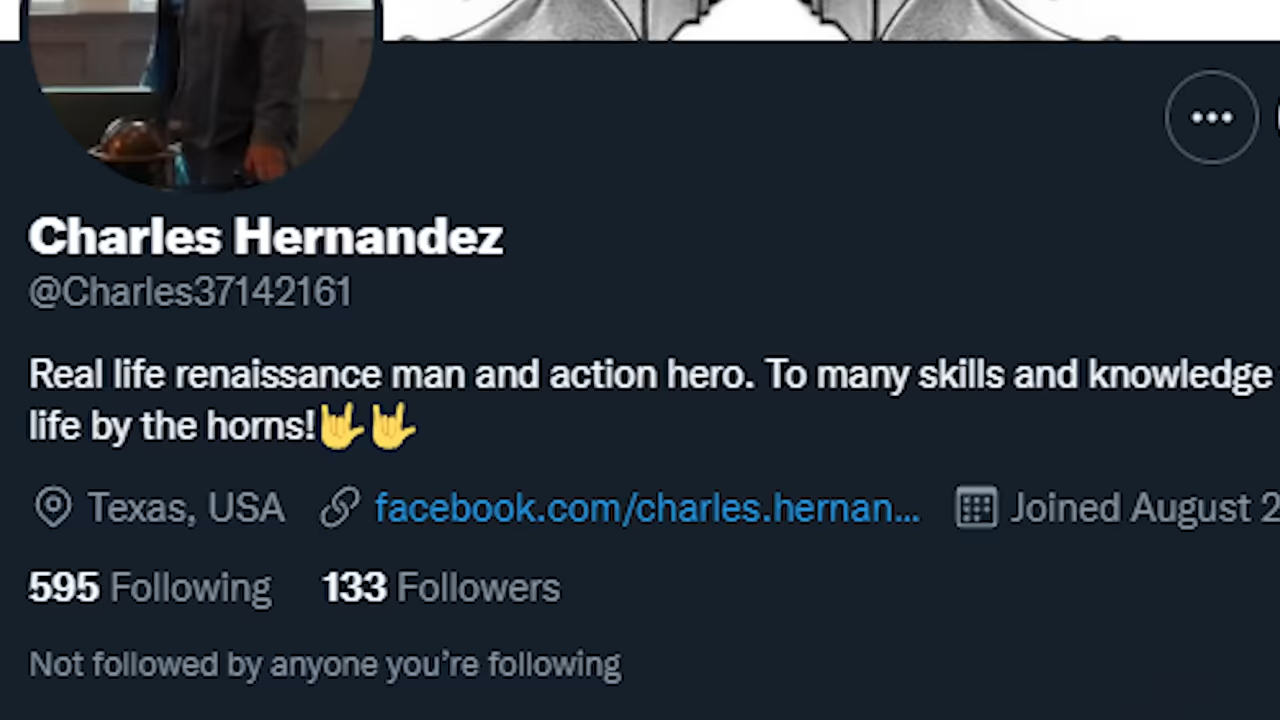 Charles Hernandez
@Charles37142161
Real life renaissance man and action hero. To many skills and knowledge
life by the horns!🤟🤟
Texas, USA facebook.com/charles.hernan... Joined August 2
595 Following 133 Followers
Not followed by anyone you’re following